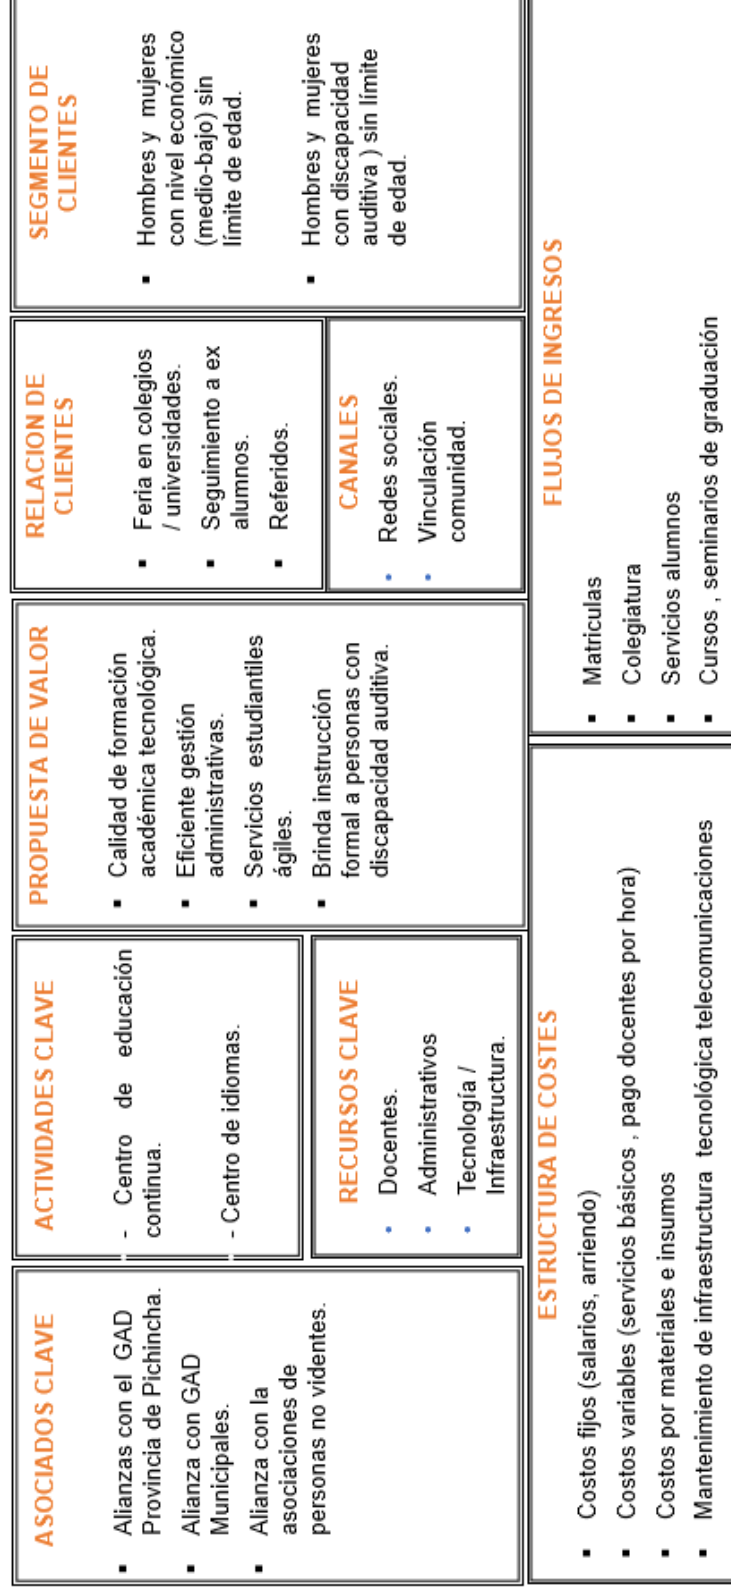 ASOCIADOS CLAVE
▪ Alianzas con el GAD
Provincia de Pichincha.
▪ Alianza con GAD
Municipales.
▪ Alianza con la
asociaciones de
personas no videntes.
ACTIVIDADES CLAVE
- Centro de educación
continua.
- Centro de idiomas.
RECURSOS CLAVE
• Docentes.
• Administrativos
• Tecnología /
Infraestructura.
PROPUESTA DE VALOR
▪ Calidad de formación
académica tecnológica.
▪ Eficiente gestión
administrativas.
▪ Servicios estudiantiles
ágiles.
▪ Brinda instrucción
formal a personas con
discapacidad auditiva.
RELACION DE
CLIENTES
▪ Feria en colegios
/ universidades.
▪ Seguimiento a ex
alumnos.
▪ Referidos.
CANALES
• Redes sociales.
• Vinculación
comunidad.
SEGMENTO DE
CLIENTES
▪ Hombres y mujeres
con nivel económico
(medio-bajo) sin
límite de edad.
▪ Hombres y mujeres
con discapacidad
auditiva ) sin límite
de edad.
ESTRUCTURA DE COSTES
▪ Costos fijos (salarios, arriendo)
▪ Costos variables (servicios básicos , pago docentes por hora)
▪ Costos por materiales e insumos
▪ Mantenimiento de infraestructura tecnológica telecomunicaciones
FLUJOS DE INGRESOS
▪ Matriculas
▪ Colegiatura
▪ Servicios alumnos
▪ Cursos , seminarios de graduación